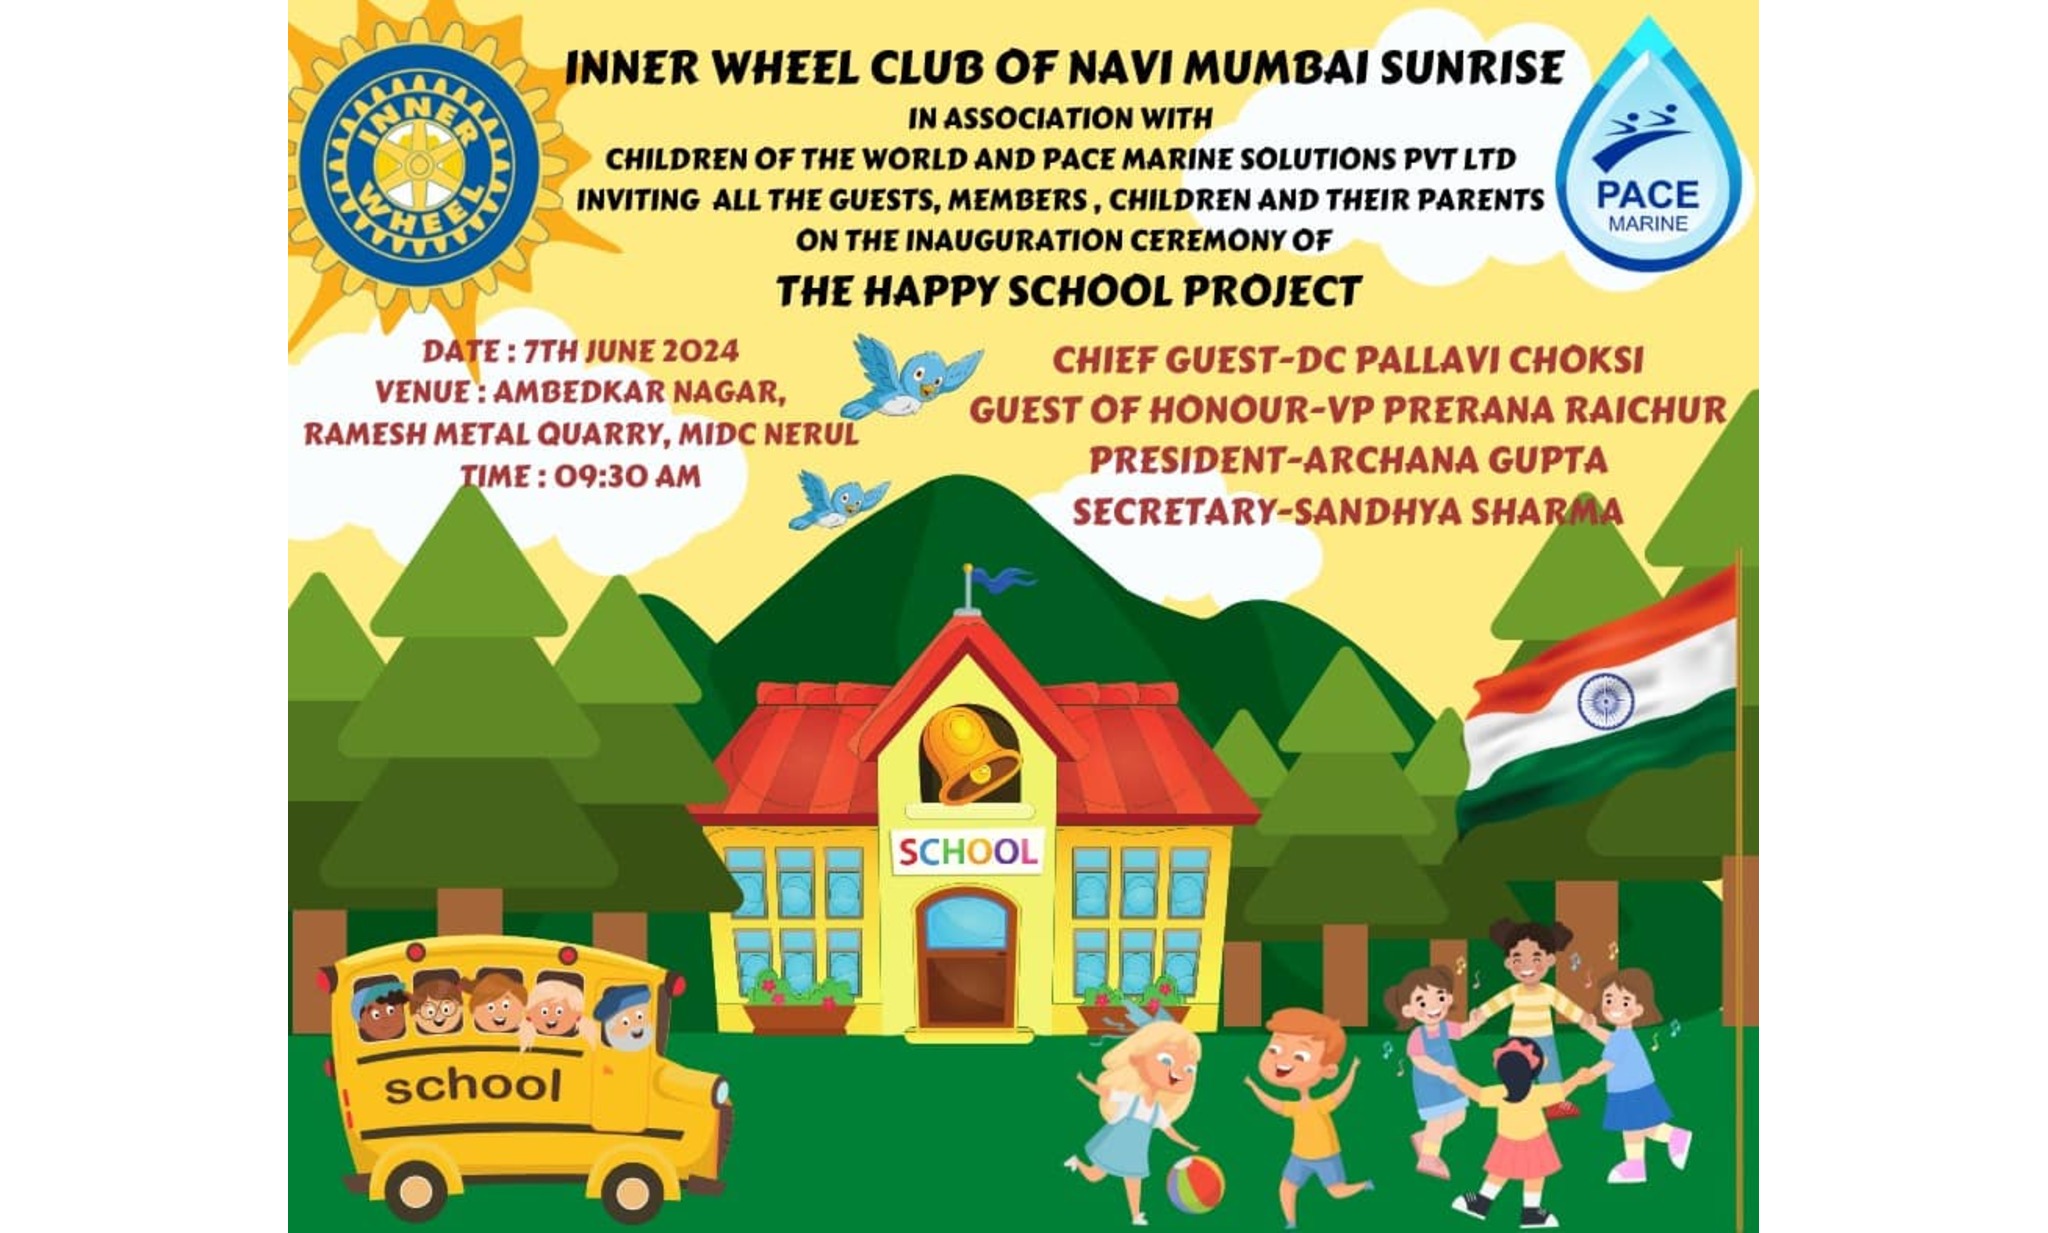 INNER WHEEL CLUB OF NAVI MUMBAI SUNRISE
IN ASSOCIATION WITH
CHILDREN OF THE WORLD AND PACE MARINE SOLUTIONS PVT LTD
INVITING ALL THE GUESTS, MEMBERS , CHILDREN AND THEIR PARENTS
ON THE INAUGURATION CEREMONY OF
THE HAPPY SCHOOL PROJECT
INNER
WHEEL
PACE
MARINE
DATE : 7TH JUNE 2024
VENUE : AMBEDKAR NAGAR,
RAMESH METAL QUARRY, MIDC NERUL
TIME : 09:30 AM
CHIEF GUEST-DC PALLAVI CHOKSI
GUEST OF HONOUR-VP PRERANA RAICHUR
PRESIDENT-ARCHANA GUPTA
SECRETARY-SANDHYA SHARMA
SCHOOL
school